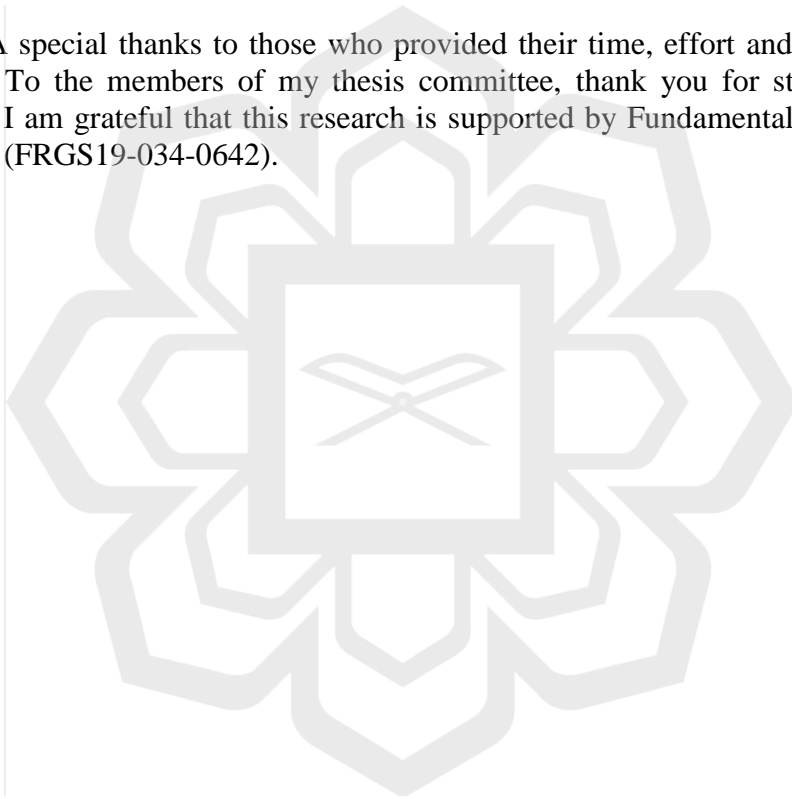 special thanks to those who provided their time, effort and
To the members of my thesis committee, thank you for
I am grateful that this research is supported by Fundamental
(FRGS19-034-0642).